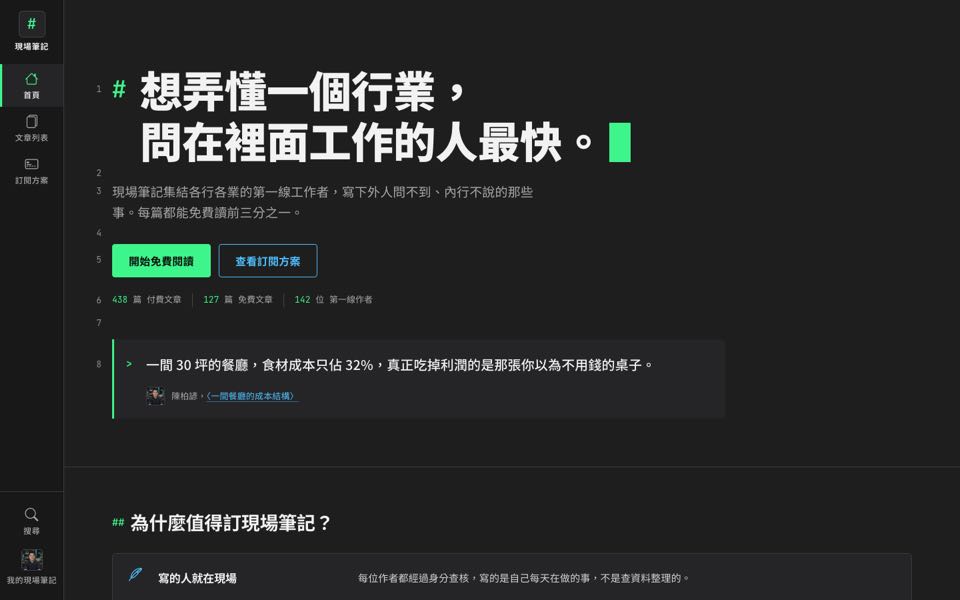 #
現場筆記
首頁
文章列表
訂閱方案
搜尋
我的現場筆記
1 # 想弄懂一個行業，
問在裡面工作的人最快。
2
3 現場筆記集結各行各業的第一線工作者，寫下外人問不到、內行不說的那些
事。每篇都能免費讀前三分之一。
4
5 開始免費閱讀 查看訂閱方案
6 438 篇 付費文章 127 篇 免費文章 142 位 第一線作者
7
8 > 一間 30 坪的餐廳，食材成本只佔 32%，真正吃掉利潤的是那張你以為不用錢的桌子。
陳柏諺，〈一間餐廳的成本結構〉
## 為什麼值得訂現場筆記？
寫的人就在現場 每位作者都經過身分查核，寫的是自己每天在做的事，不是查資料整理的。